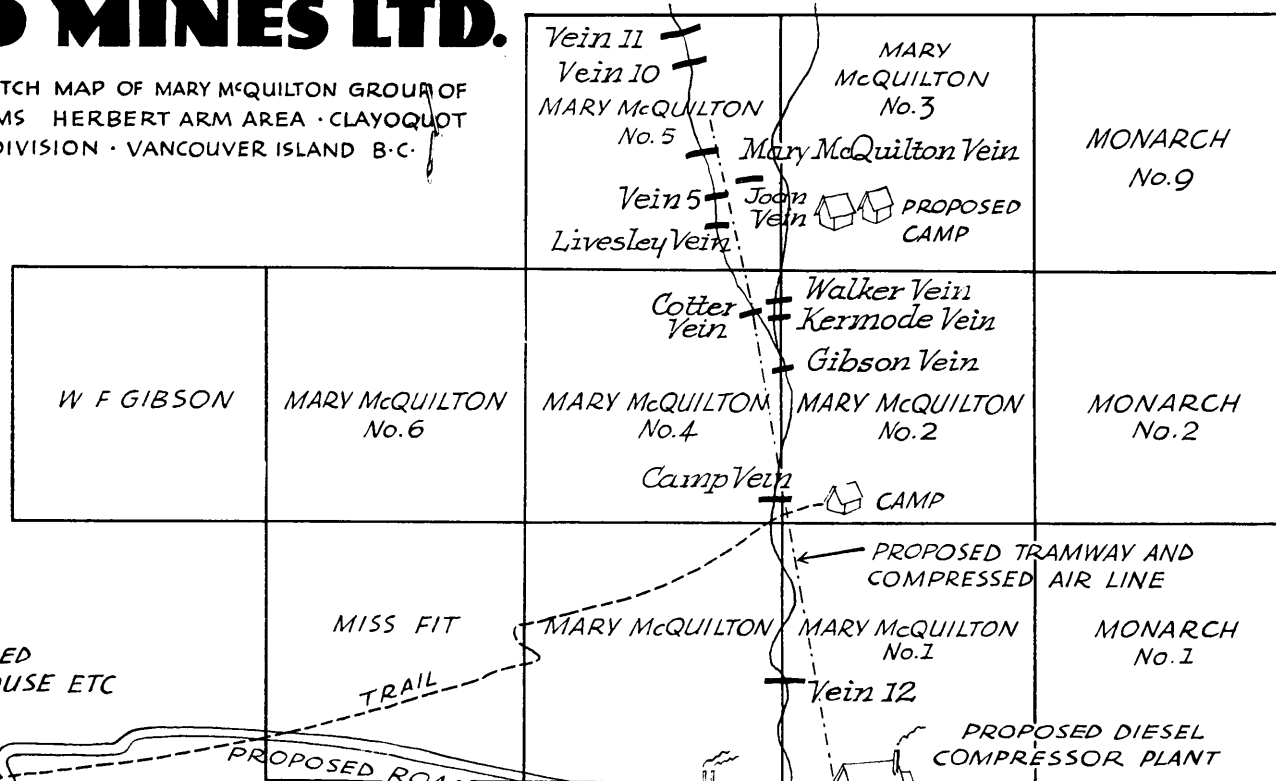 MINES LTD.
MAP OF MARY McQUILTON GROUP OF
HERBERT ARM AREA · CLAYOQUOT
DIVISION · VANCOUVER ISLAND B·C·
Vein 11
Vein 10
MARY McQUILTON
No. 5
MARY
McQUILTON
No. 3
Mary McQuilton Vein
MONARCH
No. 9
Vein 5
Joan
Vein
PROPOSED
CAMP
Livesley Vein
Cotter
Vein
Walker Vein
Kermode Vein
Gibson Vein
W F GIBSON
MARY McQUILTON
No. 6
MARY McQUILTON
No. 4
MARY McQUILTON
No. 2
MONARCH
No. 2
Camp Vein
CAMP
PROPOSED TRAMWAY AND
COMPRESSED AIR LINE
MISS FIT
MARY McQUILTON
MARY McQUILTON
No. 1
MONARCH
No. 1
ETC
TRAIL
Vein 12
PROPOSED
PROPOSED DIESEL
COMPRESSOR PLANT